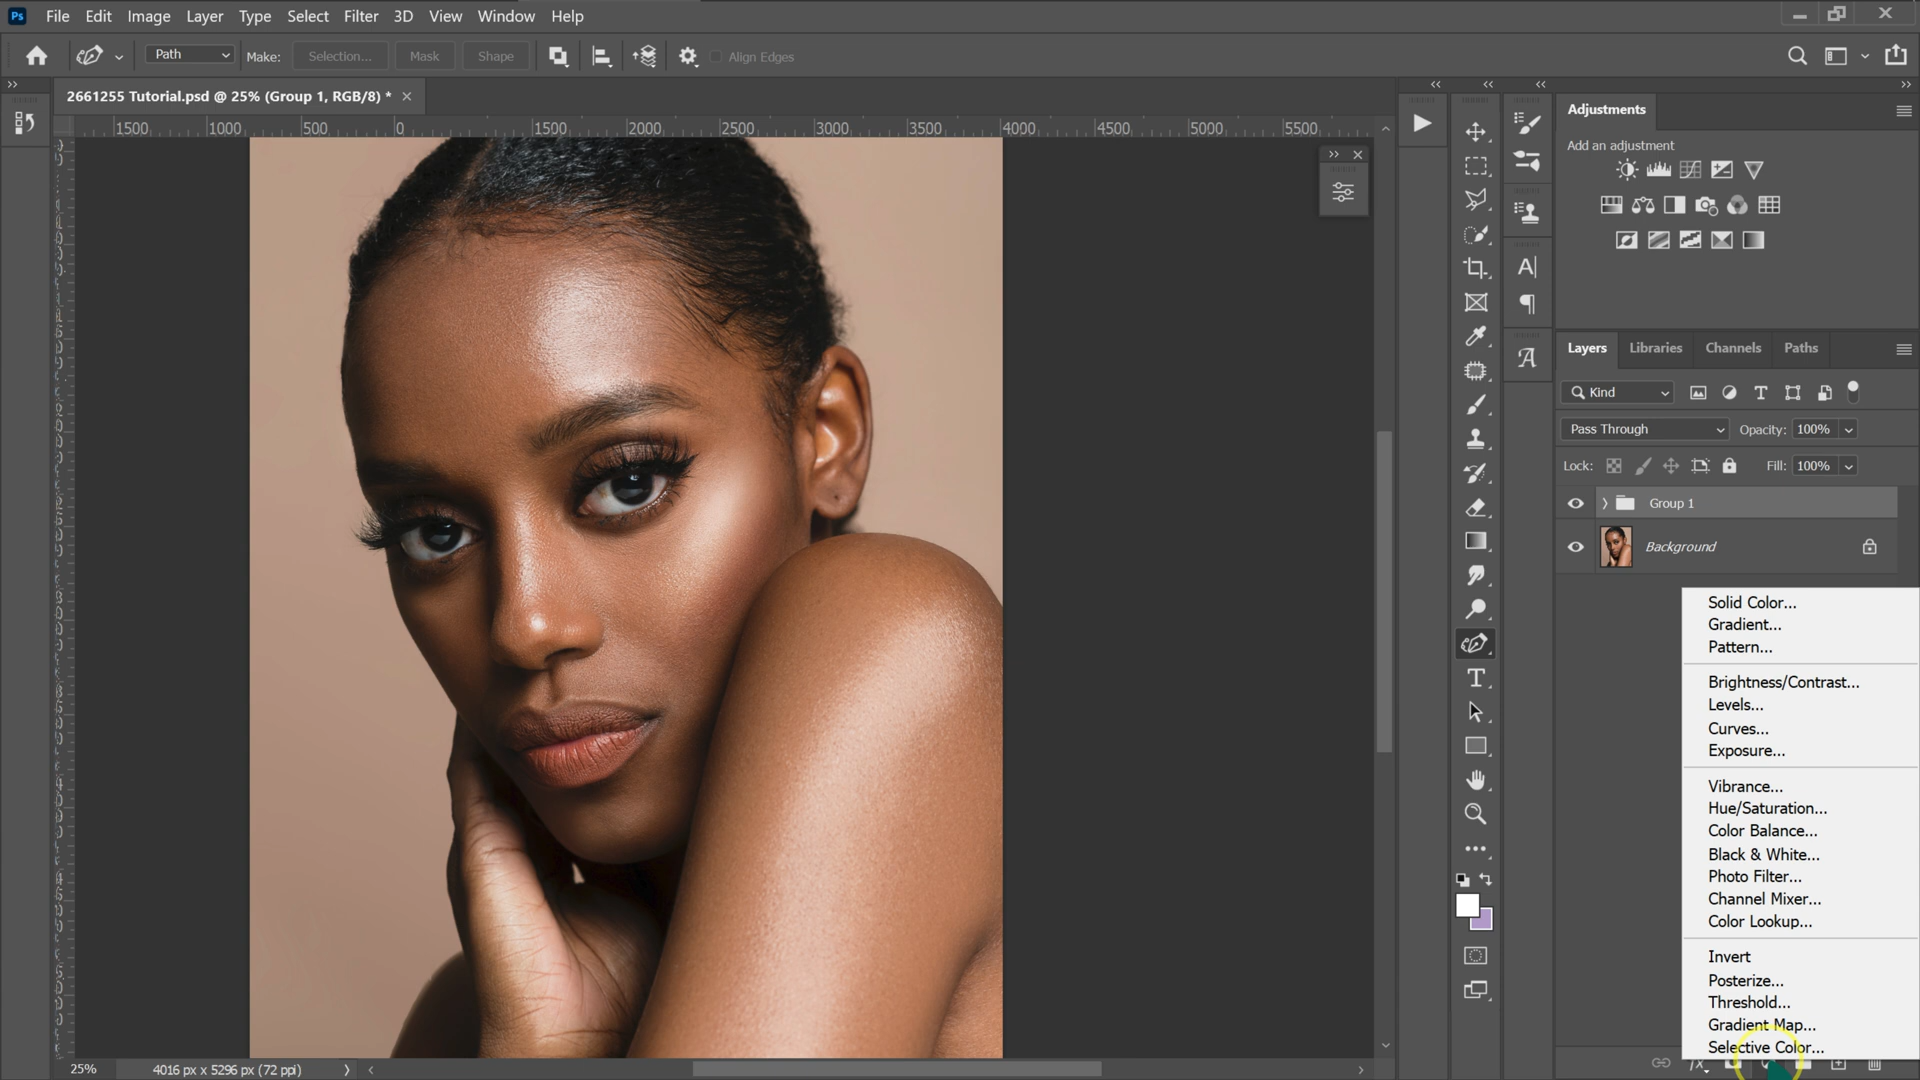 Ps File Edit Image Layer Type Select Filter 3D View Window Help
Path Make: Selection... Mask Shape Align Edges
2661255 Tutorial.psd @ 25% (Group 1, RGB/8) *
1500 1000 500 0 1500 2000 2500 3000 3500 4000 4500 5000 5500
Adjustments
Add an adjustment
Layers Libraries Channels Paths
Kind
Pass Through Opacity: 100%
Lock: Fill: 100%
Group 1
Background
Solid Color...
Gradient...
Pattern...
Brightness/Contrast...
Levels...
Curves...
Exposure...
Vibrance...
Hue/Saturation...
Color Balance...
Black & White...
Photo Filter...
Channel Mixer...
Color Lookup...
Invert
Posterize...
Threshold...
Gradient Map...
Selective Color...
25% 4016 px x 5296 px (72 ppi)